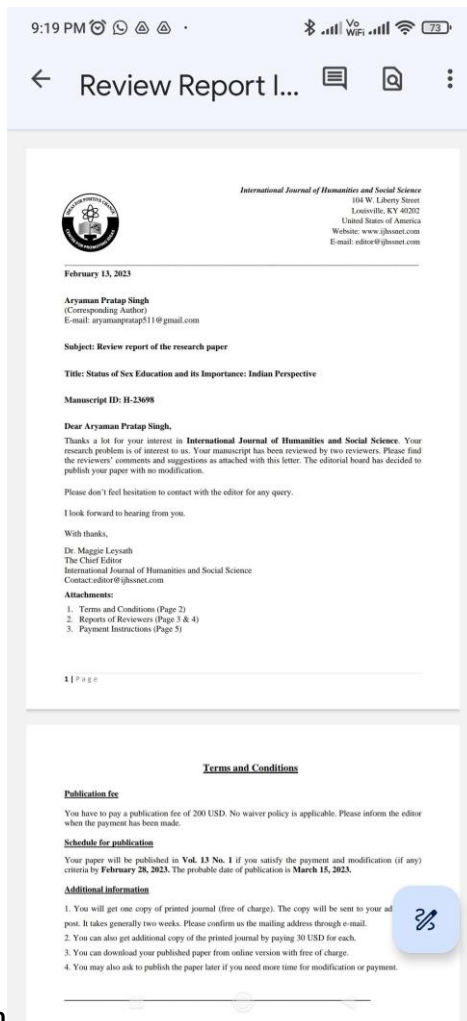 9:19 PM
Vo
WiFi
73
Review Report I...
International Journal of Humanities and Social Science
104 W. Liberty Street
Louisville, KY 40202
United States of America
Website: www.ijhssnet.com
E-mail: editor@ijhssnet.com
February 13, 2023
Aryaman Pratap Singh
(Corresponding Author)
E-mail: aryamanpratap511@gmail.com
Subject: Review report of the research paper
Title: Status of Sex Education and its Importance: Indian Perspective
Manuscript ID: H-23698
Dear Aryaman Pratap Singh,
Thanks a lot for your interest in International Journal of Humanities and Social Science. Your
research problem is of interest to us. Your manuscript has been reviewed by two reviewers. Please find
the reviewers' comments and suggestions as attached with this letter. The editorial board has decided to
publish your paper with no modification.
Please don't feel hesitation to contact with the editor for any query.
I look forward to hearing from you.
With thanks,
Dr. Maggie Leysath
The Chief Editor
International Journal of Humanities and Social Science
Contact:editor@ijhssnet.com
Attachments:
1. Terms and Conditions (Page 2)
2. Reports of Reviewers (Page 3 & 4)
3. Payment Instructions (Page 5)
1 | Page
Terms and Conditions
Publication fee
You have to pay a publication fee of 200 USD. No waiver policy is applicable. Please inform the editor
when the payment has been made.
Schedule for publication
Your paper will be published in Vol. 13 No. 1 if you satisfy the payment and modification (if any)
criteria by February 28, 2023. The probable date of publication is March 15, 2023.
Additional information
1. You will get one copy of printed journal (free of charge). The copy will be sent to your ad
post. It takes generally two weeks. Please confirm us the mailing address through e-mail.
2. You can also get additional copy of the printed journal by paying 30 USD for each.
3. You can download your published paper from online version with free of charge.
4. You may also ask to publish the paper later if you need more time for modification or payment.